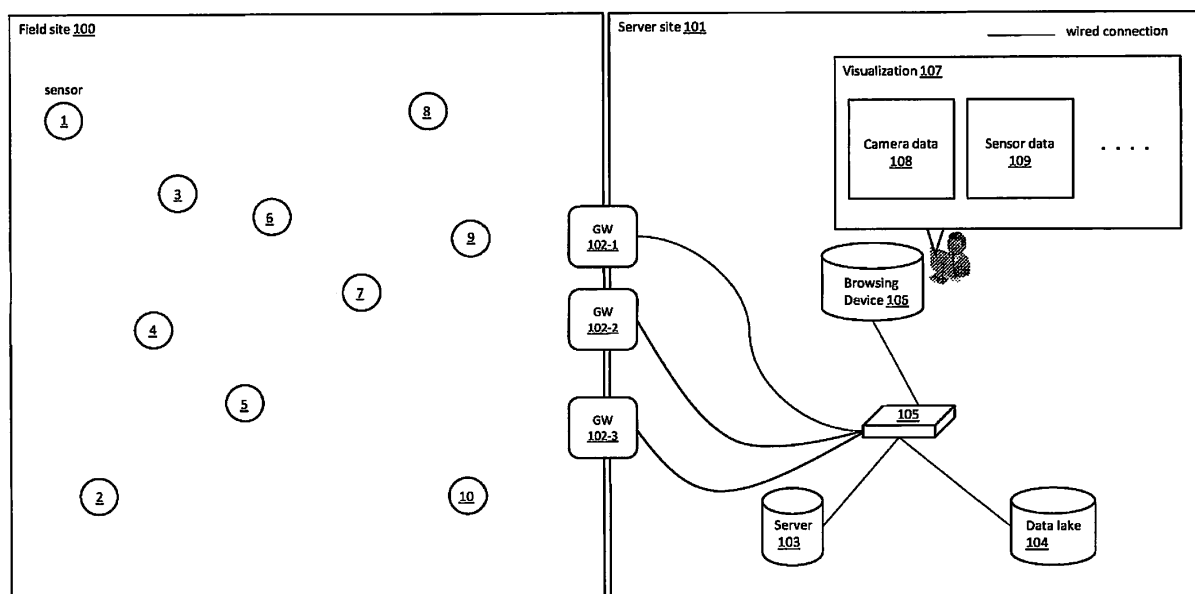 Field site 100
sensor
1
8
3
6
9
7
4
5
2
10
Server site 101
wired connection
Visualization 107
Camera data
108
Sensor data
109
. . . .
GW
102-1
GW
102-2
GW
102-3
Browsing
Device 106
105
Server
103
Data lake
104